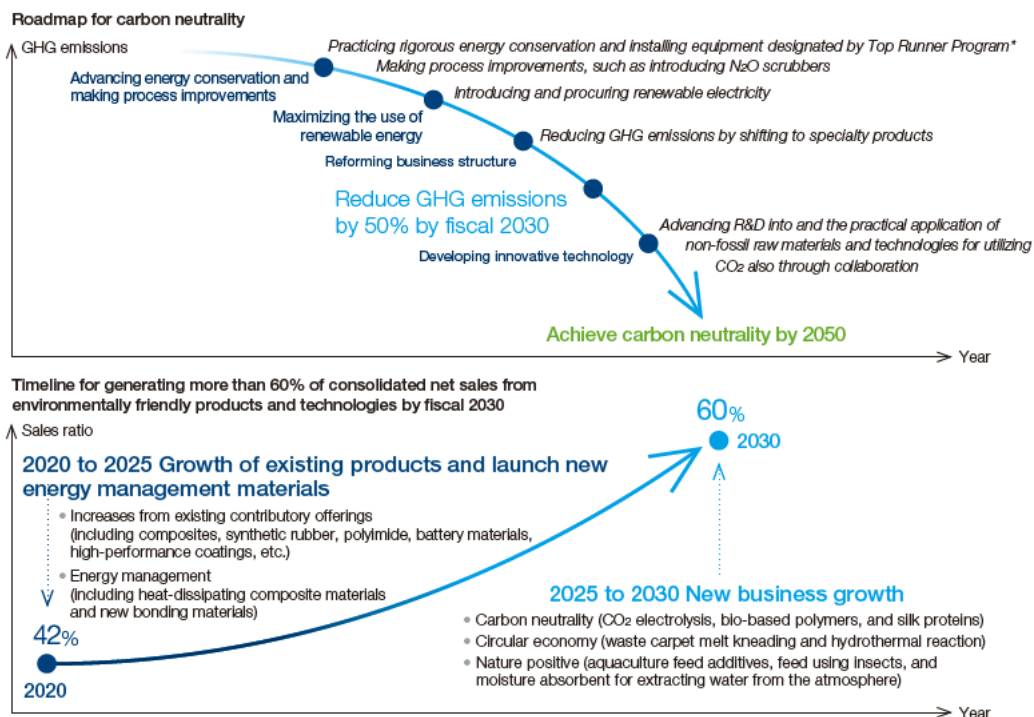 Roadmap for carbon neutrality
GHG emissions
Practicing rigorous energy conservation and installing equipment designated by Top Runner Program*
Making process improvements, such as introducing N₂O scrubbers
Advancing energy conservation and
making process improvements
Introducing and procuring renewable electricity
Maximizing the use of
renewable energy
Reducing GHG emissions by shifting to specialty products
Reforming business structure
Reduce GHG emissions
by 50% by fiscal 2030
Advancing R&D into and the practical application of
non-fossil raw materials and technologies for utilizing
CO₂ also through collaboration
Developing innovative technology
Achieve carbon neutrality by 2050
Year
Timeline for generating more than 60% of consolidated net sales from
environmentally friendly products and technologies by fiscal 2030
Sales ratio
60%
2030
2020 to 2025 Growth of existing products and launch new
energy management materials
• Increases from existing contributory offerings
(including composites, synthetic rubber, polyimide, battery materials,
high-performance coatings, etc.)
• Energy management
(including heat-dissipating composite materials
and new bonding materials)
42%
2020
2025 to 2030 New business growth
• Carbon neutrality (CO₂ electrolysis, bio-based polymers, and silk proteins)
• Circular economy (waste carpet melt kneading and hydrothermal reaction)
• Nature positive (aquaculture feed additives, feed using insects, and
moisture absorbent for extracting water from the atmosphere)
Year